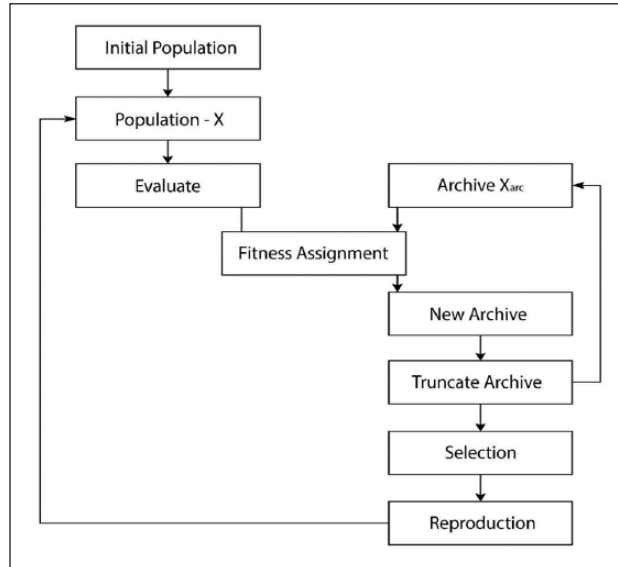 Initial Population
Population - X
Evaluate
Archive Xarc
Fitness Assignment
New Archive
Truncate Archive
Selection
Reproduction